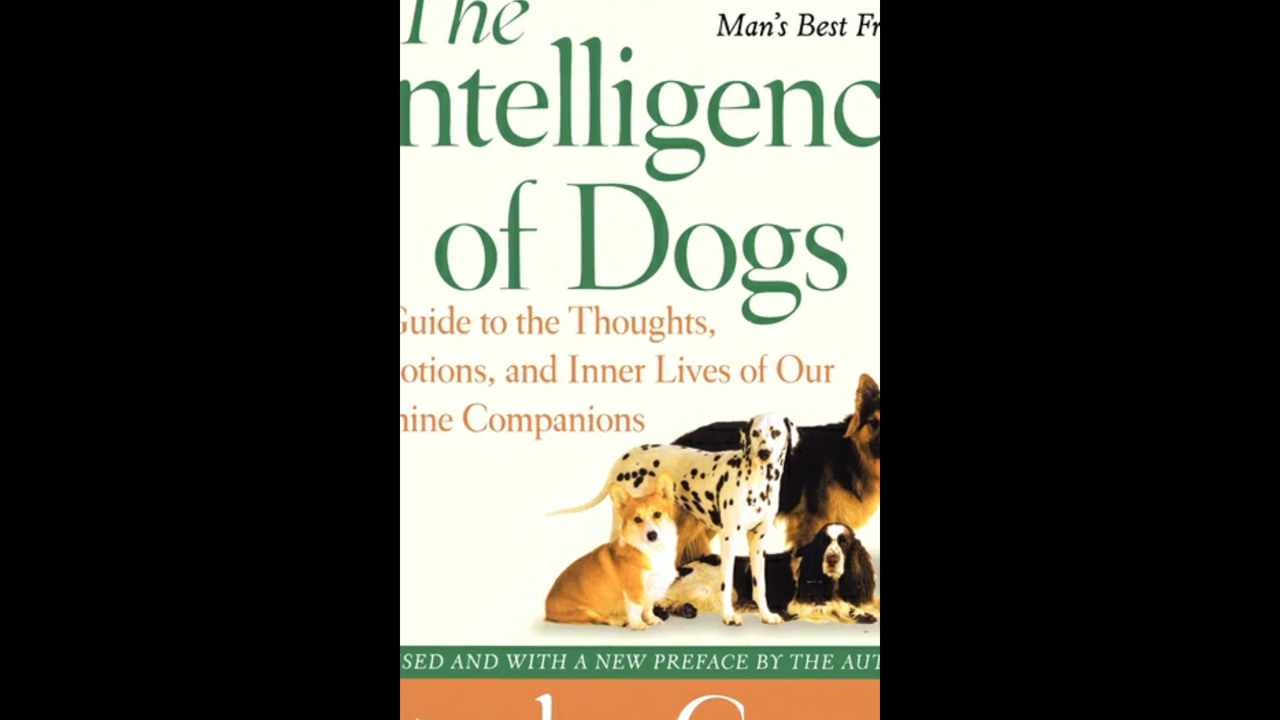 The
Man's Best Fr
ntelligenc
of Dogs
Guide to the Thoughts,
otions, and Inner Lives of Our
nine Companions
SED AND WITH A NEW PREFACE BY THE AUT